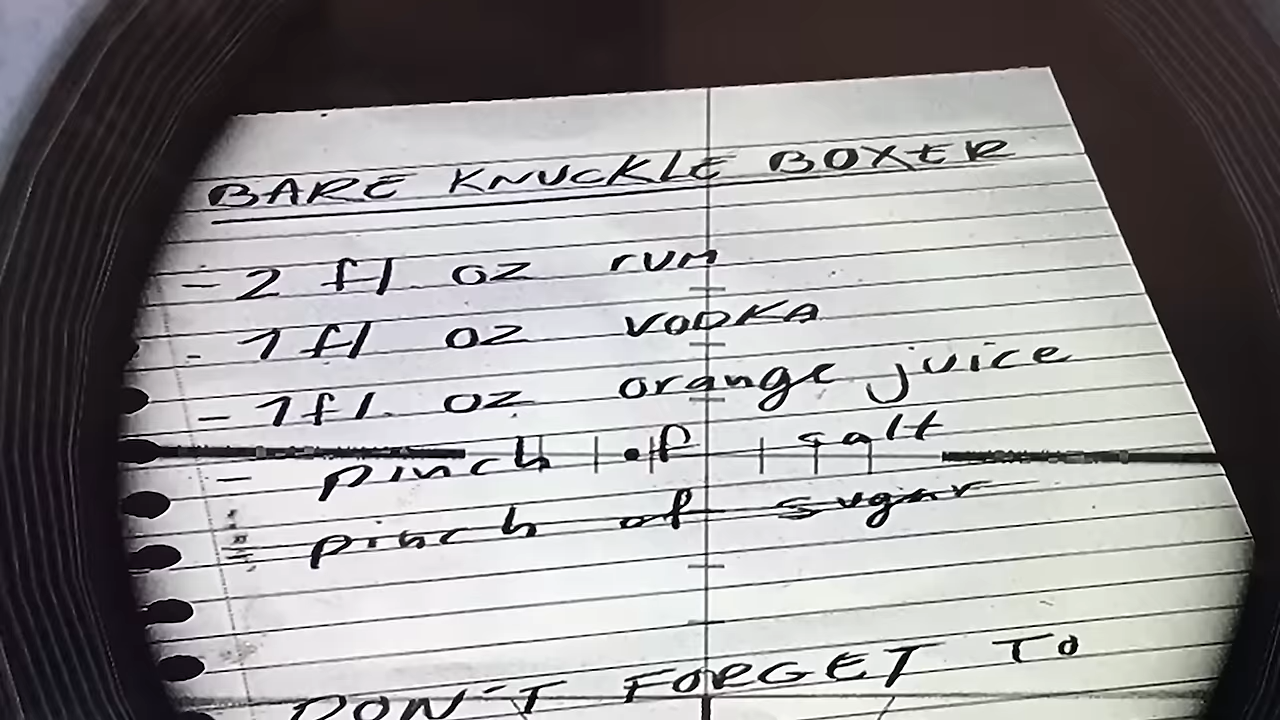 BARE KNUCKLE BOXER
- 2 fl oz rum
- 1 fl oz VODKA
- 1 fl. oz. orange juice
- pinch of salt
- pinch of sugar
DON'T FORGET TO